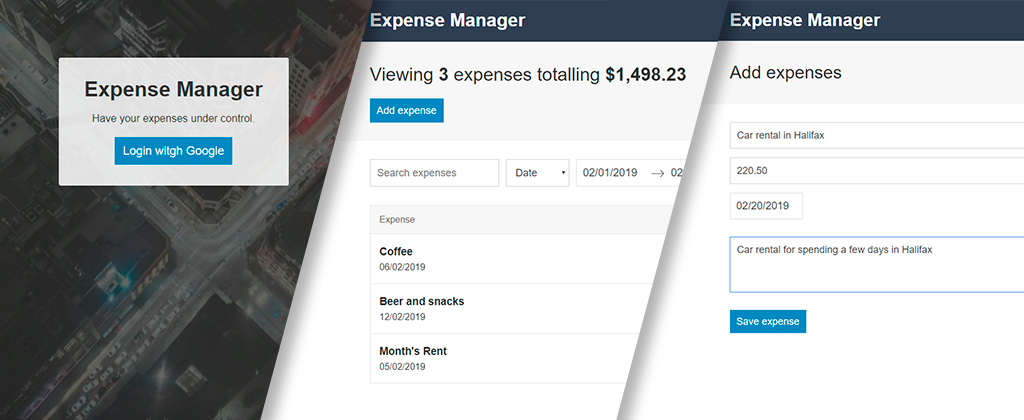 Expense Manager
Have your expenses under control.
Login witgh Google
Expense Manager
Viewing 3 expenses totalling $1,498.23
Add expense
Search expenses
Date
02/01/2019
02
Expense
Coffee
06/02/2019
Beer and snacks
12/02/2019
Month's Rent
05/02/2019
Expense Manager
Add expenses
Car rental in Halifax
220.50
02/20/2019
Car rental for spending a few days in Halifax
Save expense